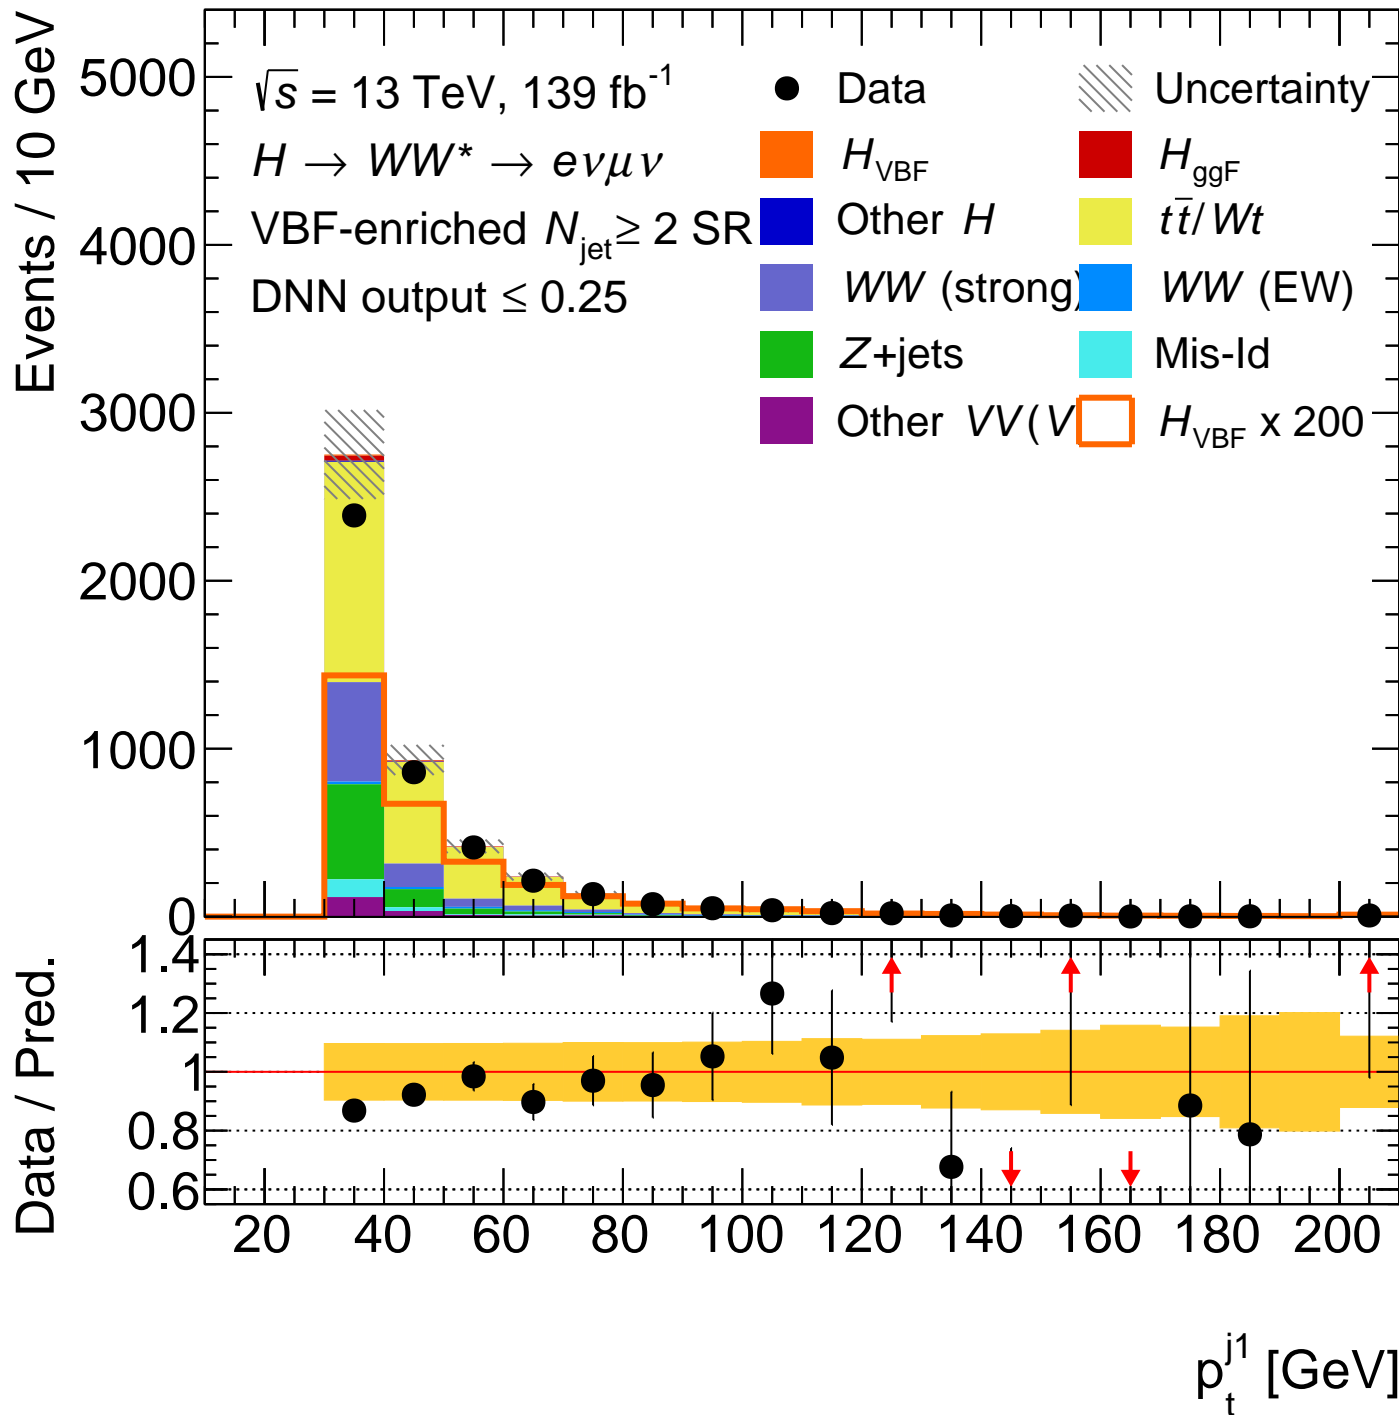 Events / 10 GeV
5000
4000
3000
2000
1000
0
√s = 13 TeV, 139 fb⁻¹
H → WW* → eνμν
VBF-enriched N_jet ≥ 2 SR
DNN output ≤ 0.25
Data
Uncertainty
H_VBF
H_ggF
Other H
tt̄/Wt
WW (strong)
WW (EW)
Z+jets
Mis-Id
Other VV(V
H_VBF x 200
Data / Pred.
1.4
1.2
1
0.8
0.6
20 40 60 80 100 120 140 160 180 200
p_t^j1 [GeV]